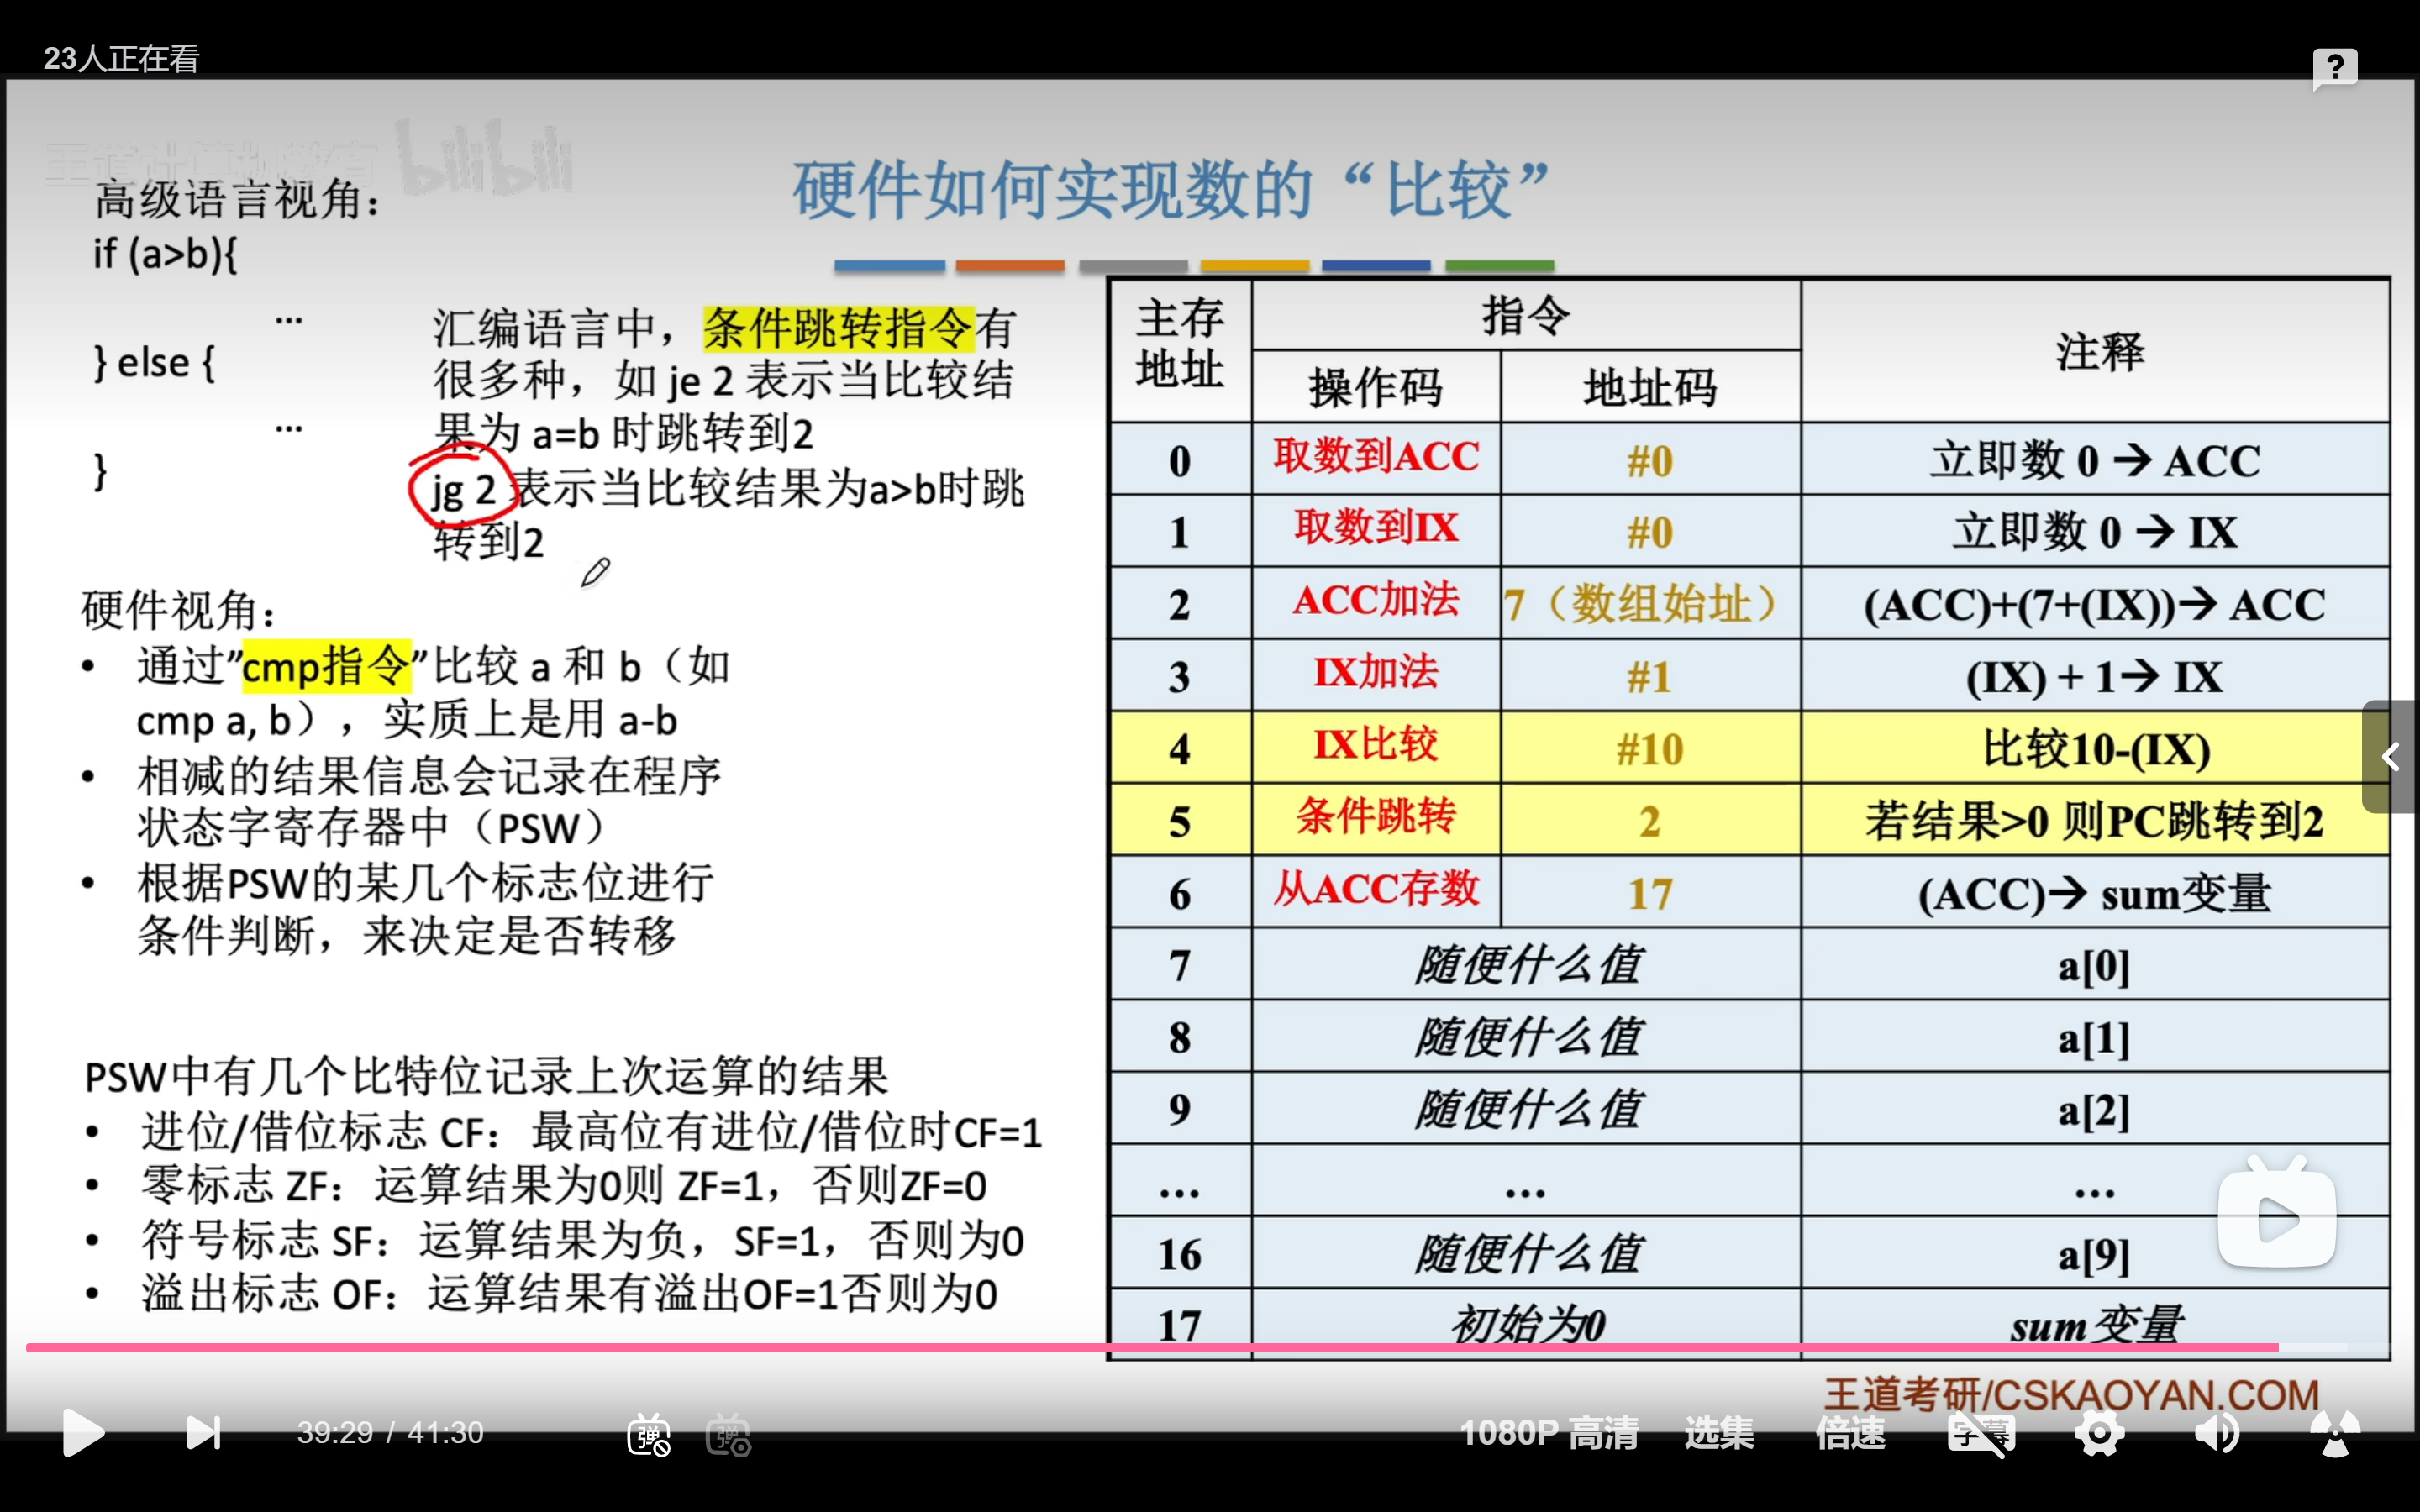 23人正在看
?
王道计算机教育 bilibili
硬件如何实现数的“比较”
高级语言视角：
if (a>b){
...
} else {
...
}
汇编语言中，条件跳转指令有
很多种，如 je 2 表示当比较结
果为 a=b 时跳转到2
jg 2 表示当比较结果为a>b时跳
转到2
硬件视角：
• 通过”cmp指令”比较 a 和 b（如
cmp a, b），实质上是用 a-b
• 相减的结果信息会记录在程序
状态字寄存器中（PSW）
• 根据PSW的某几个标志位进行
条件判断，来决定是否转移
PSW中有几个比特位记录上次运算的结果
• 进位/借位标志 CF：最高位有进位/借位时CF=1
• 零标志 ZF：运算结果为0则 ZF=1，否则ZF=0
• 符号标志 SF：运算结果为负，SF=1，否则为0
• 溢出标志 OF：运算结果有溢出OF=1否则为0
主存
地址
指令
注释
操作码 地址码
0 取数到ACC #0 立即数 0 → ACC
1 取数到IX #0 立即数 0 → IX
2 ACC加法 7（数组始址） (ACC)+(7+(IX))→ ACC
3 IX加法 #1 (IX) + 1→ IX
4 IX比较 #10 比较10-(IX)
5 条件跳转 2 若结果>0 则PC跳转到2
6 从ACC存数 17 (ACC)→ sum变量
7 随便什么值 a[0]
8 随便什么值 a[1]
9 随便什么值 a[2]
... ... ...
16 随便什么值 a[9]
17 初始为0 sum变量
王道考研/CSKAOYAN.COM
39:29 / 41:30
弹
弹
1080P 高清
选集
倍速
字幕